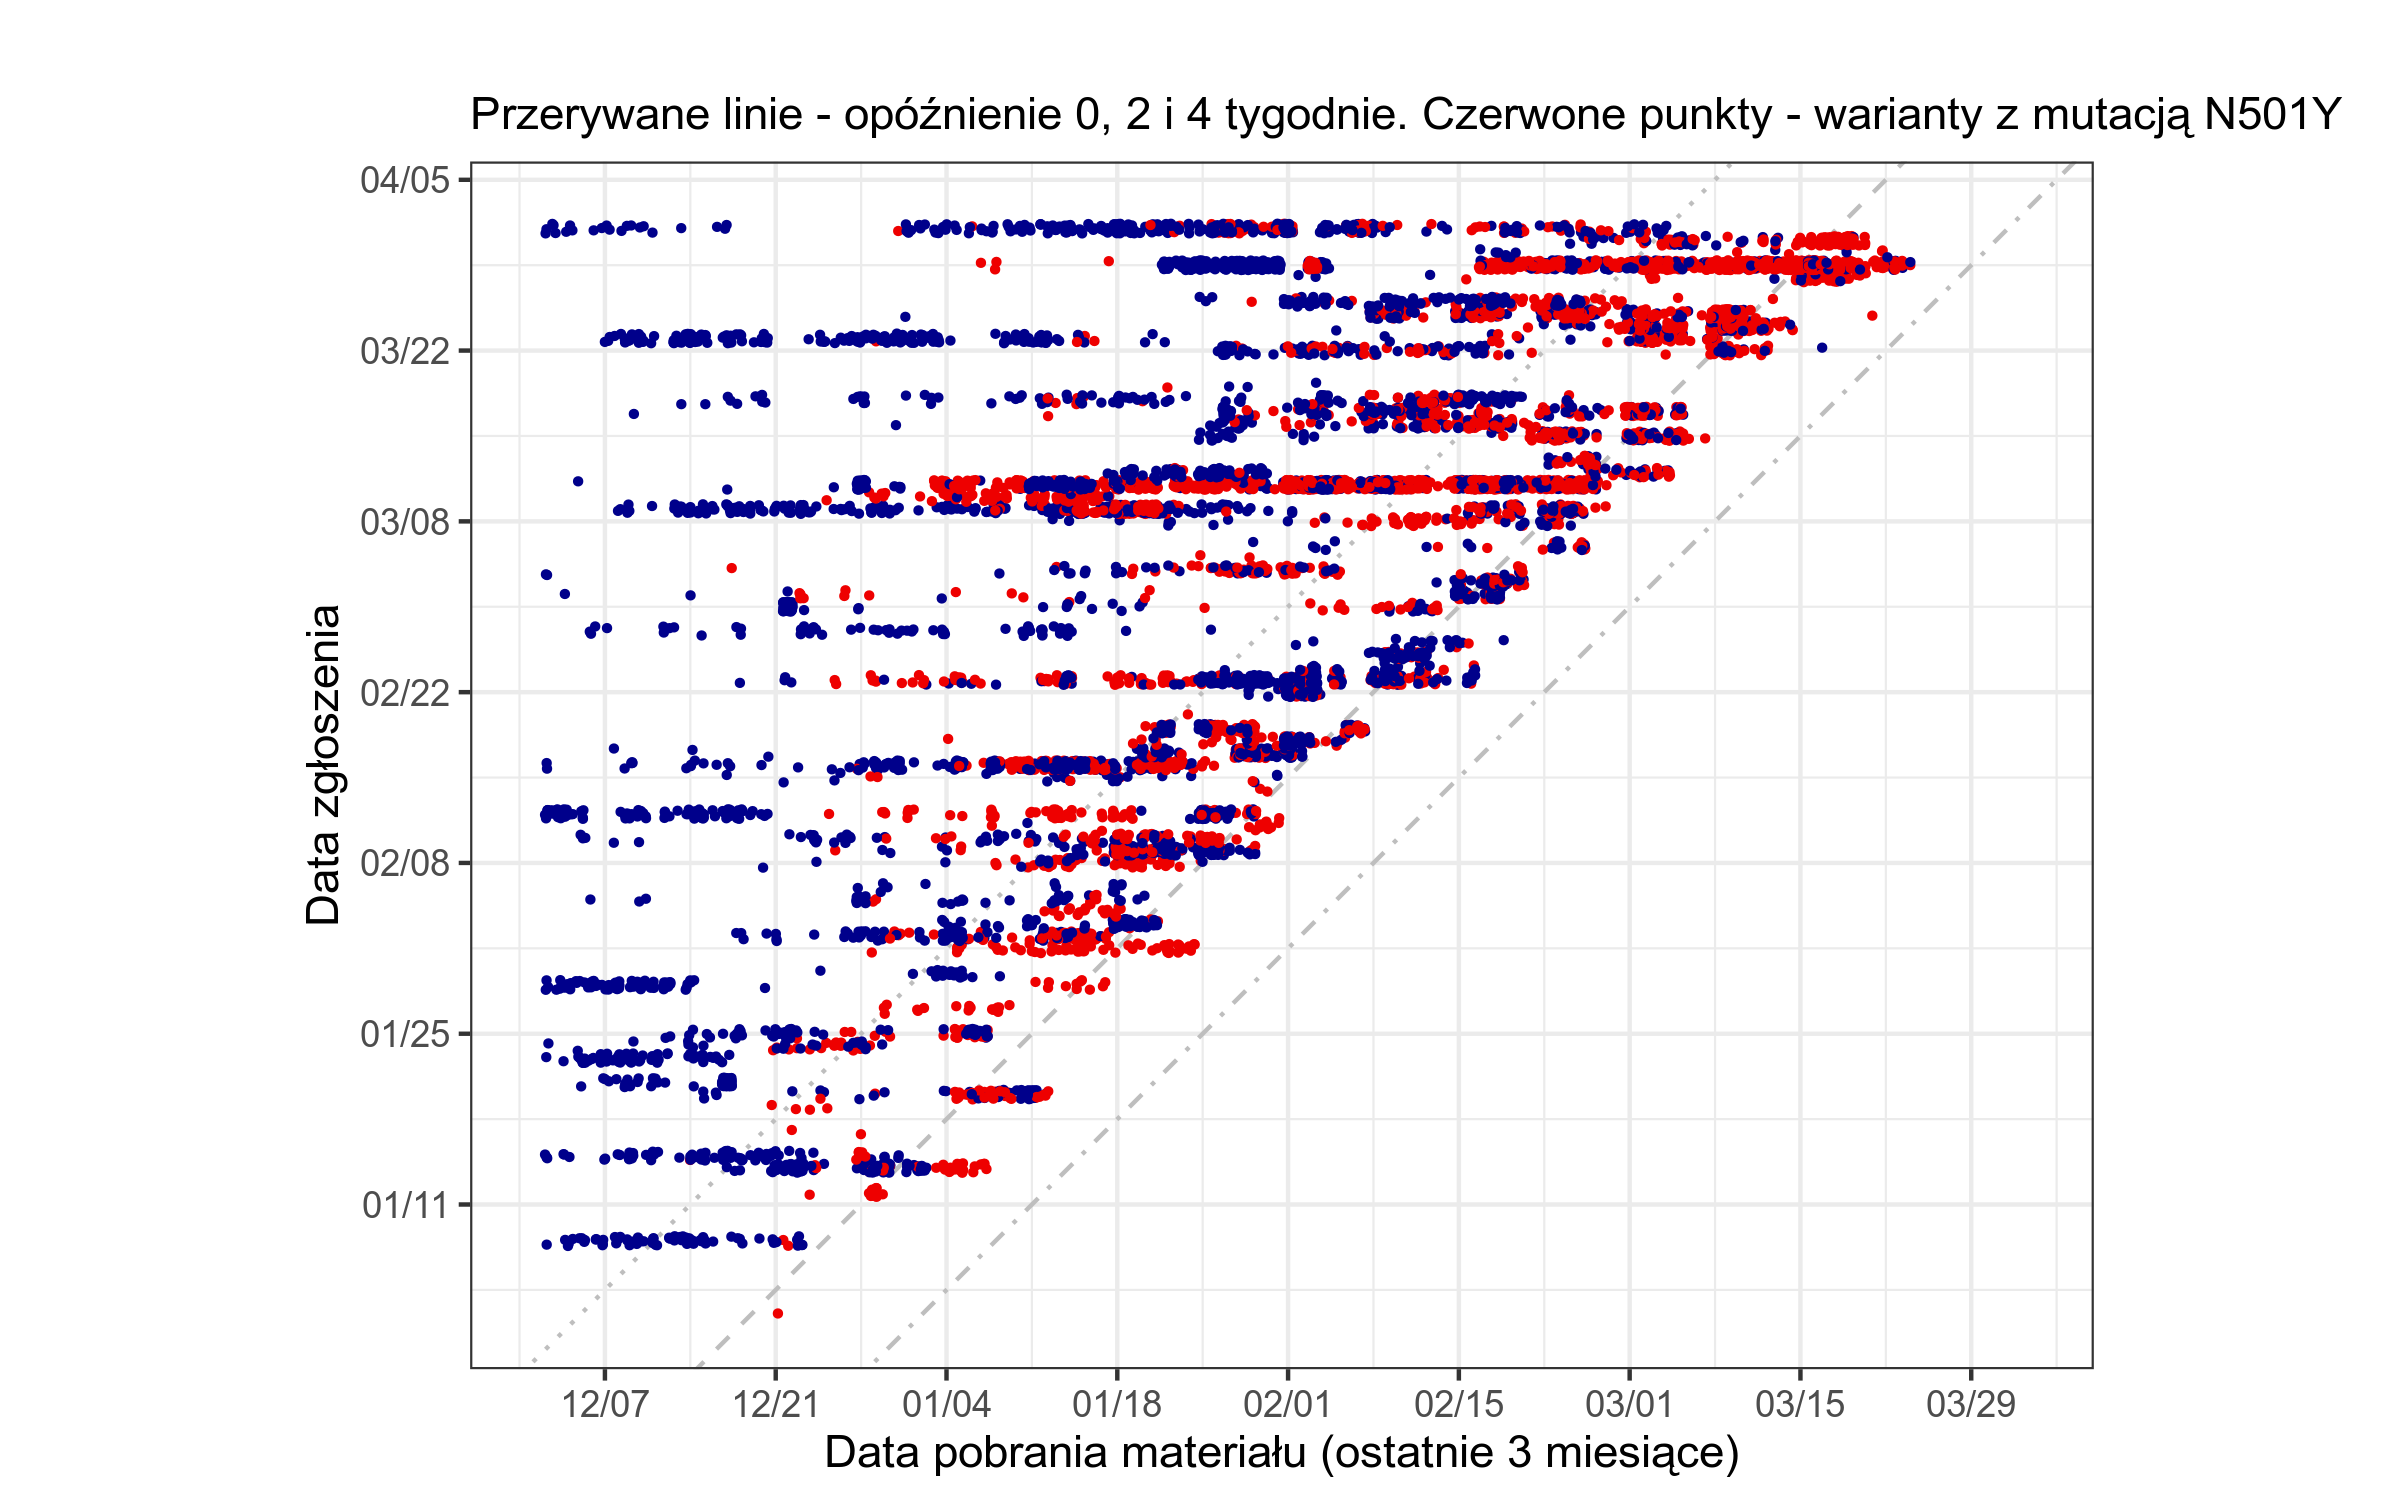 Przerywane linie - opóźnienie 0, 2 i 4 tygodnie. Czerwone punkty - warianty z mutacją N501Y
Data zgłoszenia
04/05
03/22
03/08
02/22
02/08
01/25
01/11
12/07 12/21 01/04 01/18 02/01 02/15 03/01 03/15 03/29
Data pobrania materiału (ostatnie 3 miesiące)